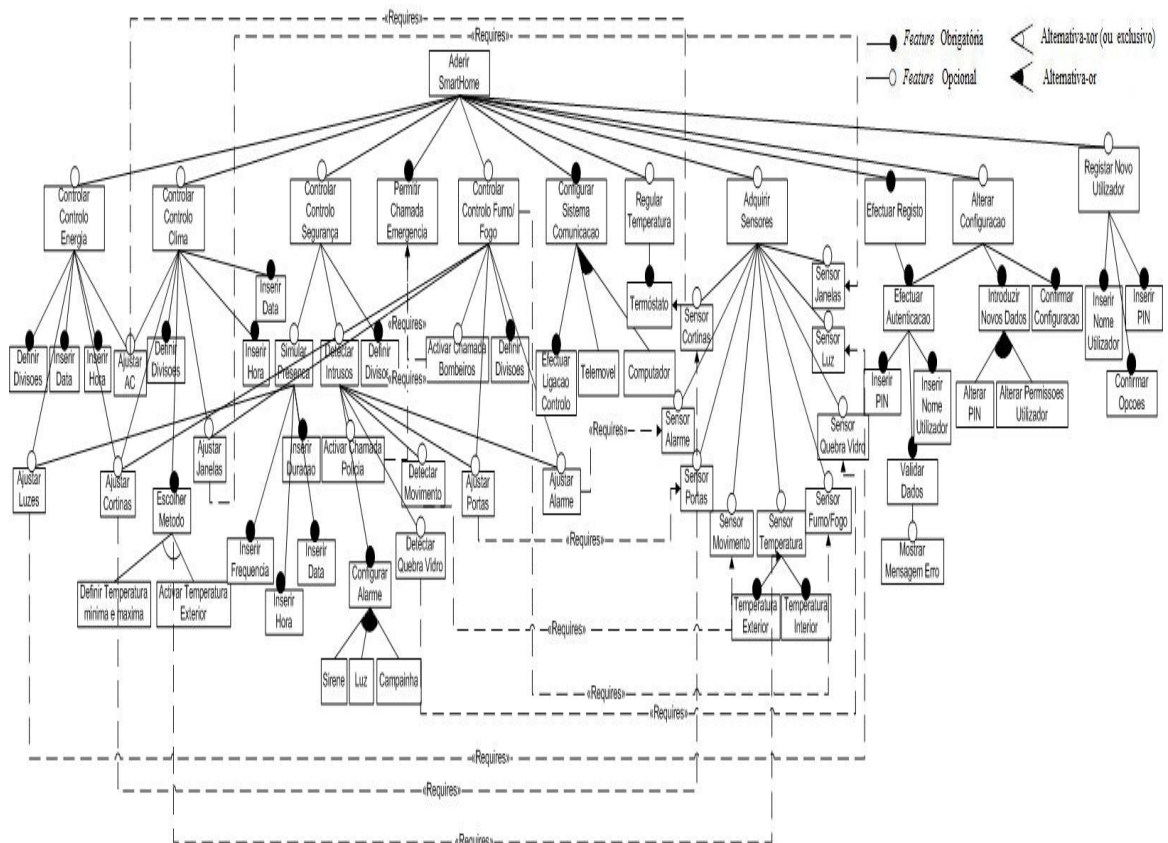 «Requires»
«Requires»
Feature Obrigatória
Alternativa-xor (ou exclusivo)
Feature Opcional
Alternativa-or
Aderir
SmartHome
Controlar
Controlo
Energia
Controlar
Controlo
Clima
Controlar
Controlo
Segurança
Permitir
Chamada
Emergencia
Controlar
Controlo Fumo/
Fogo
Configurar
Sistema
Comunicacao
Regular
Temperatura
Adquirir
Sensores
Efectuar Registo
Alterar
Configuracao
Registar Novo
Utilizador
Definir
Divisoes
Inserir
Data
Inserir
Hora
Ajustar
AC
Definir
Divisões
Inserir
Data
Inserir
Hora
Simular
Presenca
Detectar
Intrusos
Definir
Divisor
«Requires»
«Requires»
Activar Chamada
Bombeiros
Definir
Divisoes
Efectuar
Ligacao
Controlo
Telemovel
Computador
Termóstato
Sensor
Cortinas
Sensor
Janelas
Sensor
Luz
Efectuar
Autenticacao
Introduzir
Novos Dados
Confirmar
Configuracao
Inserir
Nome
Utilizador
Inserir
PIN
Confirmar
Opcoes
Inserir
PIN
Inserir
Nome
Utilizador
Alterar
PIN
Alterar Permissoes
Utilizador
Ajustar
Luzes
Ajustar
Cortinas
Escolher
Metodo
Ajustar
Janelas
Inserir
Duraçao
Activar Chamada
Policia
Detectar
Movimento
Ajustar
Portas
Ajustar
Alarme
«Requires»
Sensor
Alarme
Sensor
Portas
Sensor
Quebra Vidro
Validar
Dados
Mostrar
Mensagem Erro
Definir Temperatura
minima e maxima
Activar Temperatura
Exterior
Inserir
Frequencia
Inserir
Hora
Inserir
Data
Configurar
Alarme
Detectar
Quebra Vidro
«Requires»
Sensor
Movimento
Sensor
Temperatura
Sensor
Fumo/Fogo
Temperatura
Exterior
Temperatura
Interior
Sirene
Luz
Campainha
«Requires»
«Requires»
«Requires»
«Requires»
«Requires»
«Requires»